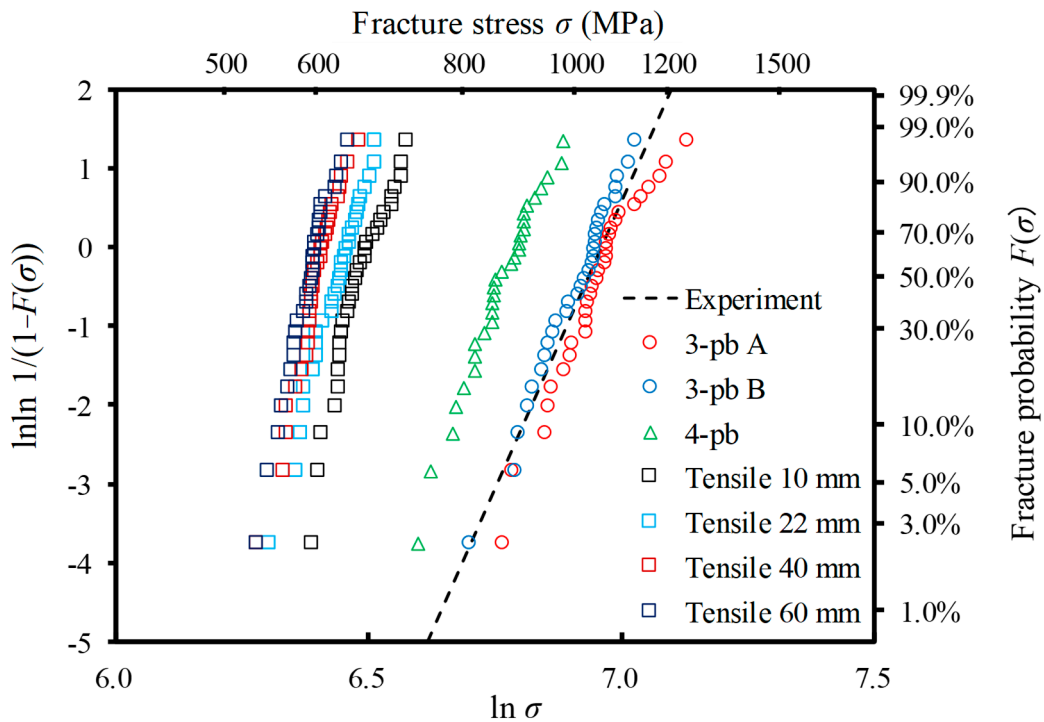 Fracture stress σ (MPa)
500 600 800 1000 1200 1500
2
1
0
-1
-2
-3
-4
-5
lnln 1/(1–F(σ))
99.9%
99.0%
90.0%
70.0%
50.0%
30.0%
10.0%
5.0%
3.0%
1.0%
Fracture probability F(σ)
Experiment
3-pb A
3-pb B
4-pb
Tensile 10 mm
Tensile 22 mm
Tensile 40 mm
Tensile 60 mm
6.0 6.5 7.0 7.5
ln σ